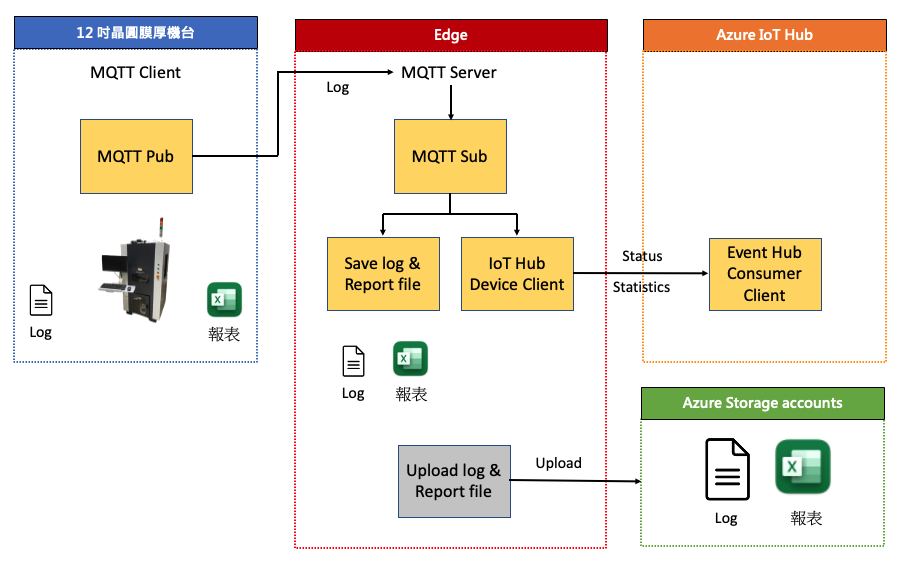 12 吋晶圓膜厚機台
MQTT Client
MQTT Pub
Log
報表
Edge
Log
MQTT Server
MQTT Sub
Save log &
Report file
IoT Hub
Device Client
Log
報表
Upload log &
Report file
Azure IoT Hub
Status
Statistics
Event Hub
Consumer
Client
Upload
Azure Storage accounts
Log
報表